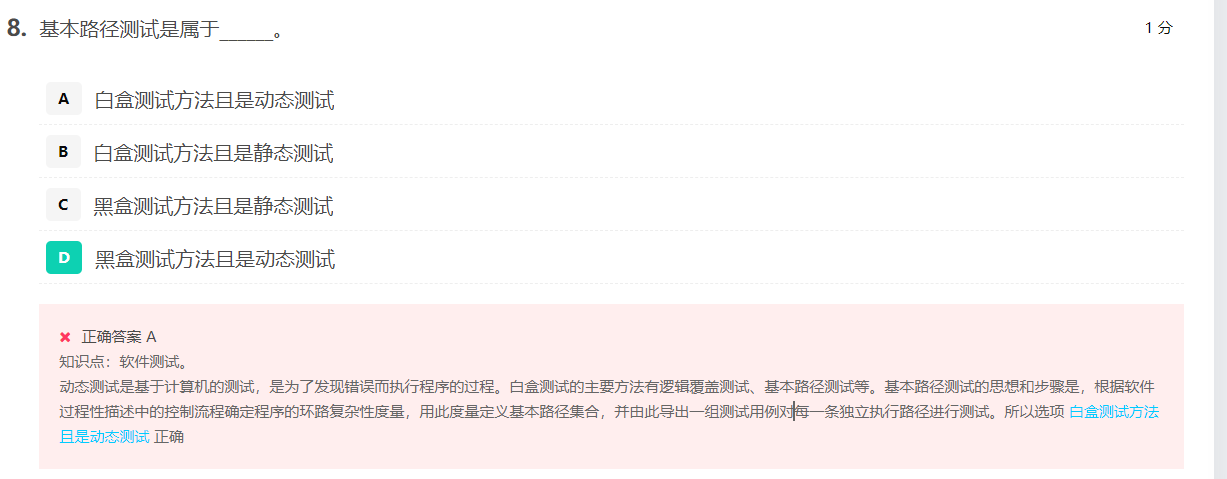 8. 基本路径测试是属于______。 1 分
A 白盒测试方法且是动态测试
B 白盒测试方法且是静态测试
C 黑盒测试方法且是静态测试
D 黑盒测试方法且是动态测试
✖ 正确答案 A
知识点：软件测试。
动态测试是基于计算机的测试，是为了发现错误而执行程序的过程。白盒测试的主要方法有逻辑覆盖测试、基本路径测试等。基本路径测试的思想和步骤是，根据软件
过程性描述中的控制流程确定程序的环路复杂性度量，用此度量定义基本路径集合，并由此导出一组测试用例对每一条独立执行路径进行测试。所以选项 白盒测试方法
且是动态测试 正确